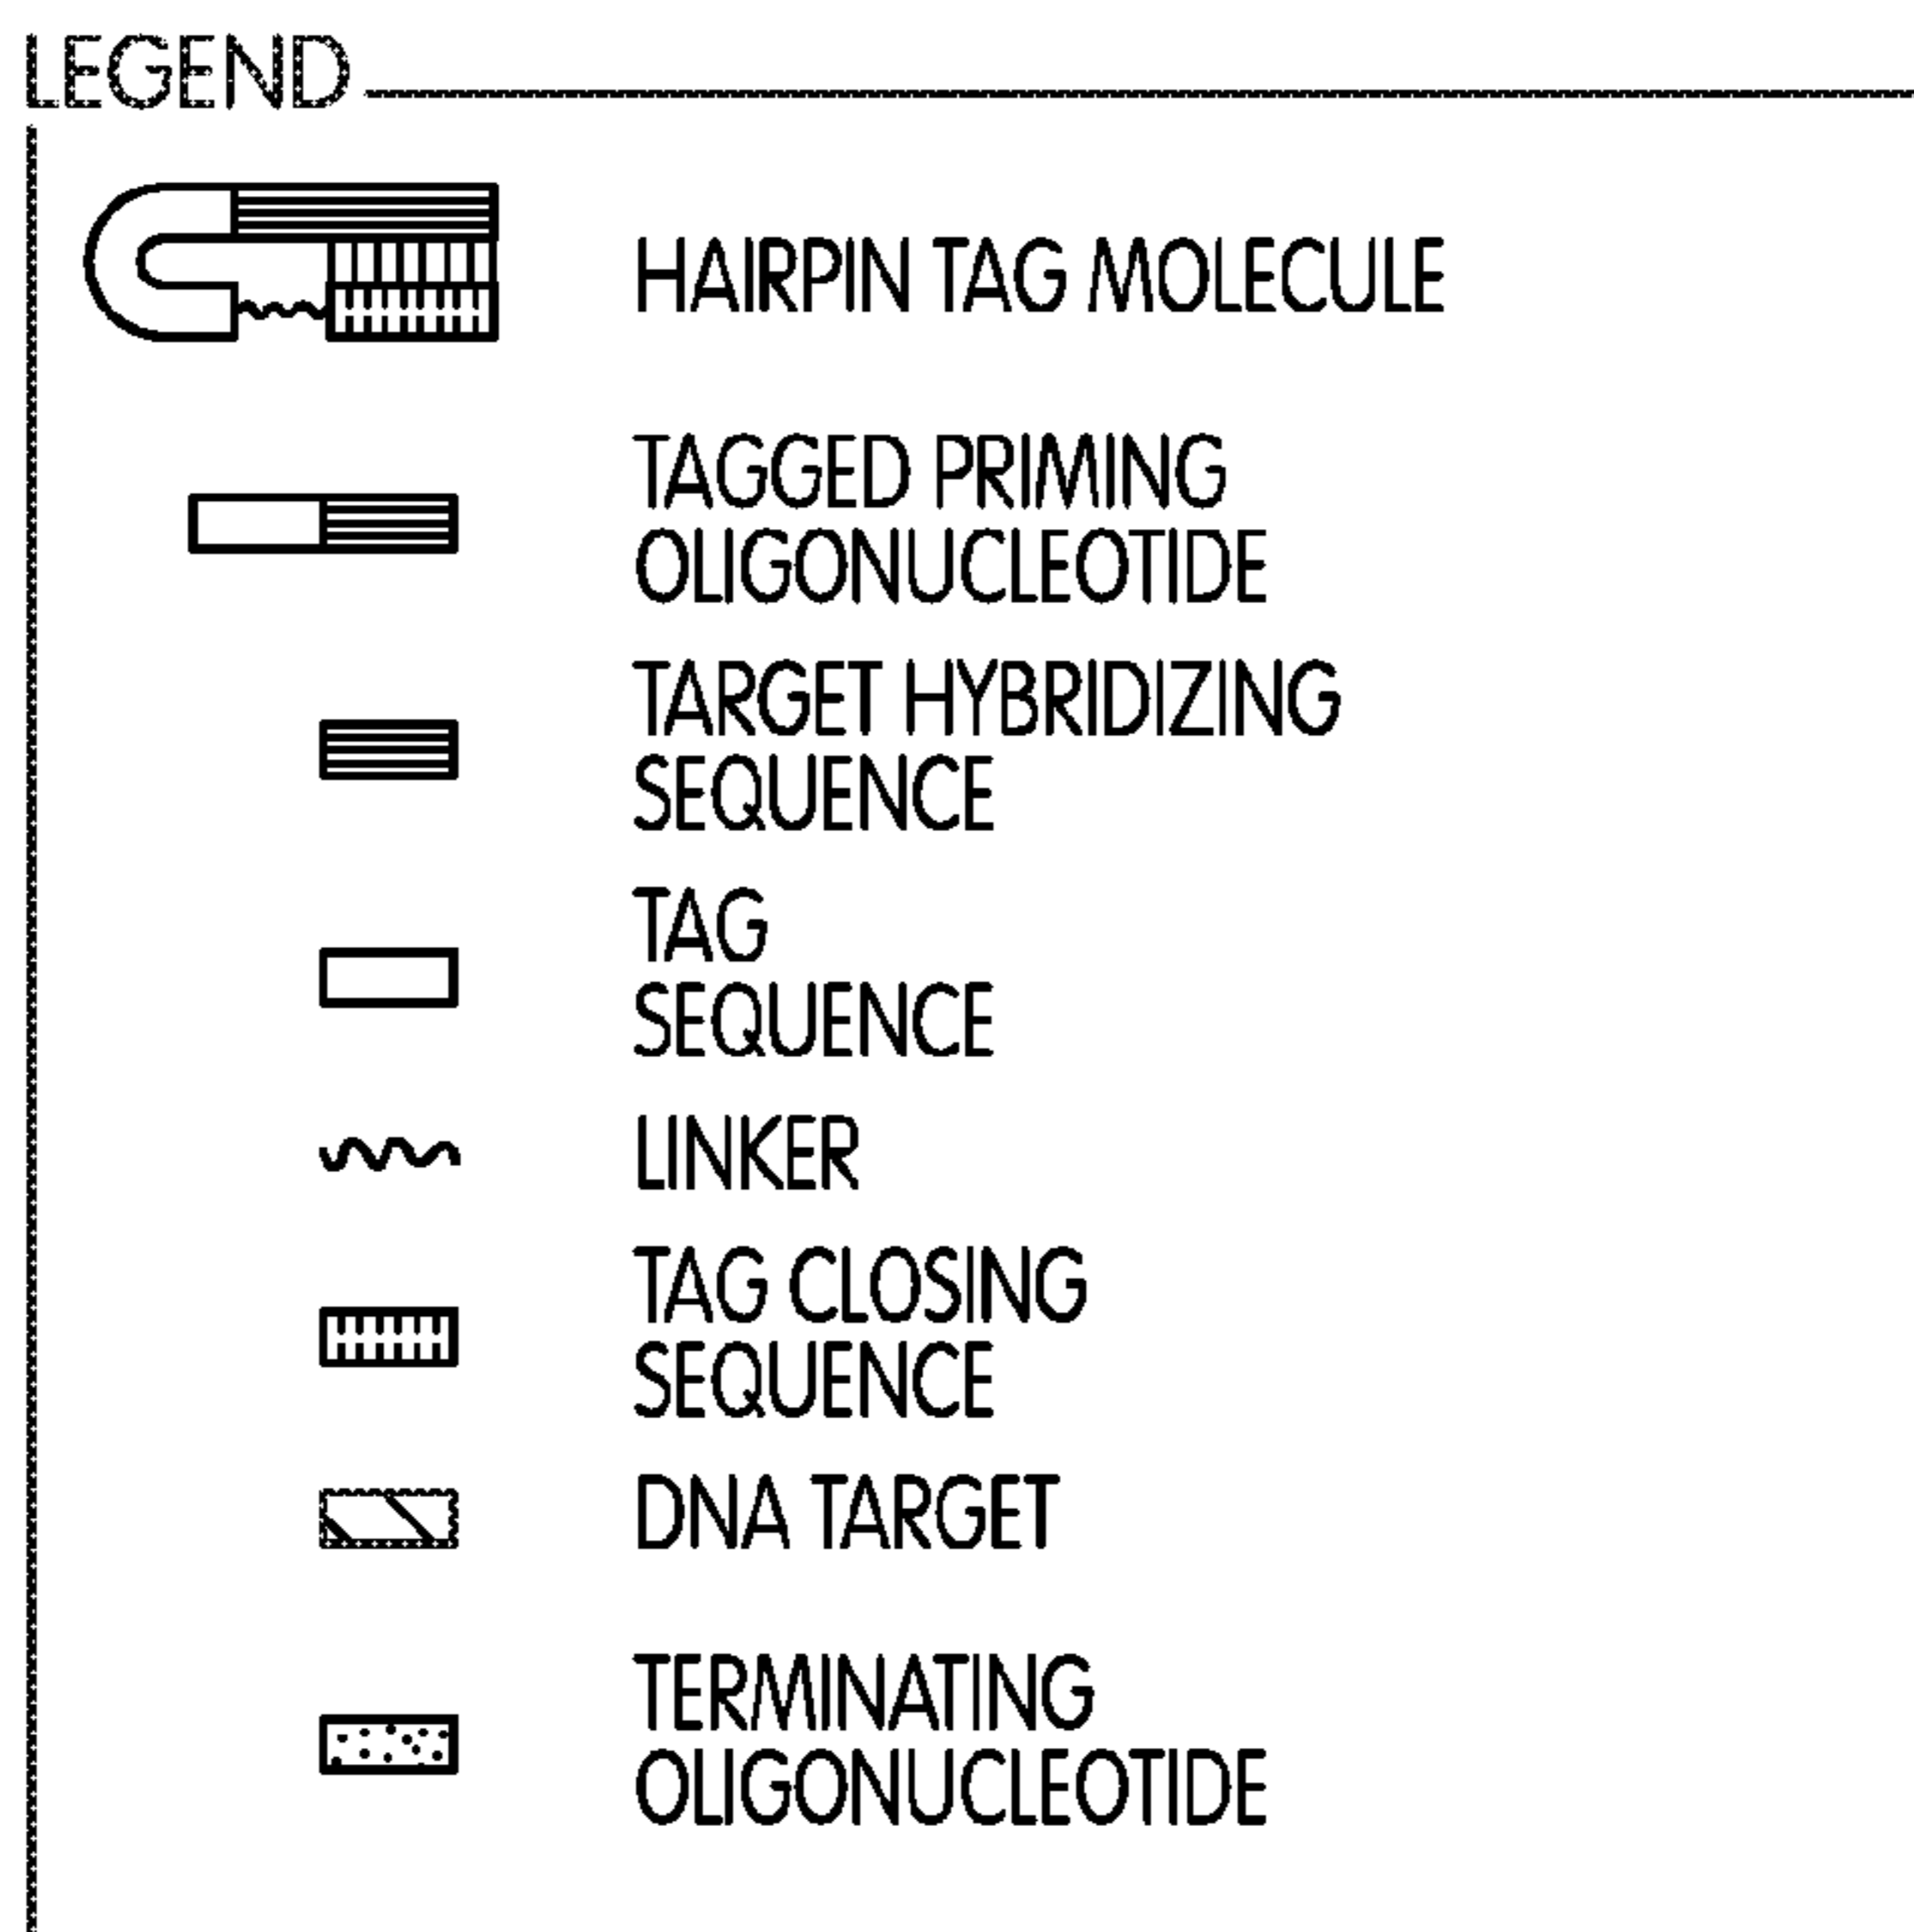 LEGEND
HAIRPIN TAG MOLECULE
TAGGED PRIMING
OLIGONUCLEOTIDE
TARGET HYBRIDIZING
SEQUENCE
TAG
SEQUENCE
LINKER
TAG CLOSING
SEQUENCE
DNA TARGET
TERMINATING
OLIGONUCLEOTIDE